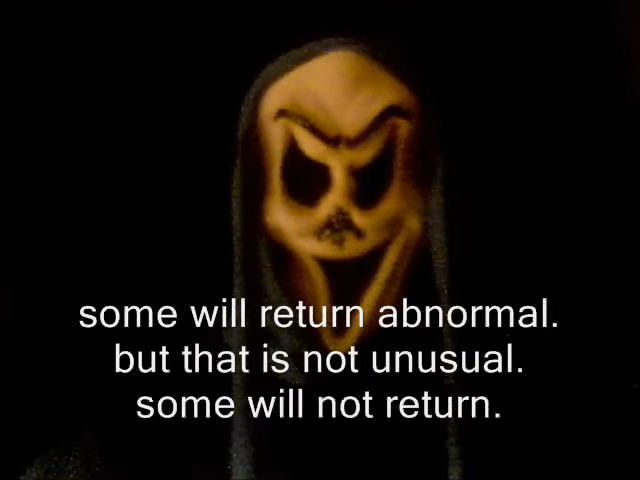 some will return abnormal.
but that is not unusual.
some will not return.